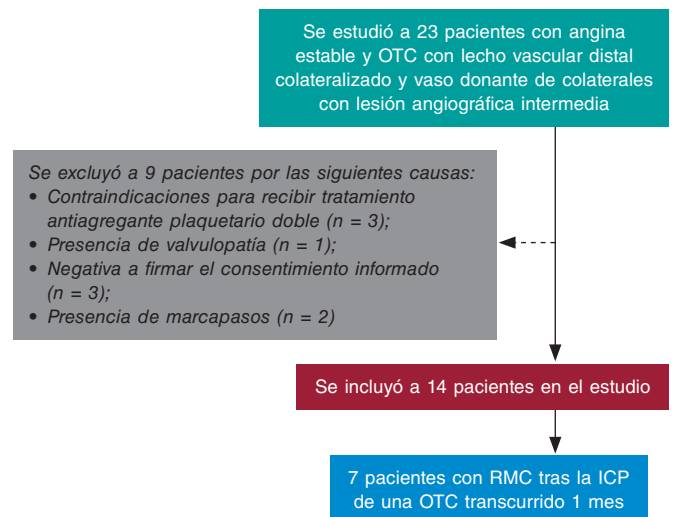 Se estudió a 23 pacientes con angina
estable y OTC con lecho vascular distal
colateralizado y vaso donante de colaterales
con lesión angiográfica intermedia
Se excluyó a 9 pacientes por las siguientes causas:
• Contraindicaciones para recibir tratamiento
antiagregante plaquetario doble (n = 3);
• Presencia de valvulopatía (n = 1);
• Negativa a firmar el consentimiento informado
(n = 3);
• Presencia de marcapasos (n = 2)
Se incluyó a 14 pacientes en el estudio
7 pacientes con RMC tras la ICP
de una OTC transcurrido 1 mes